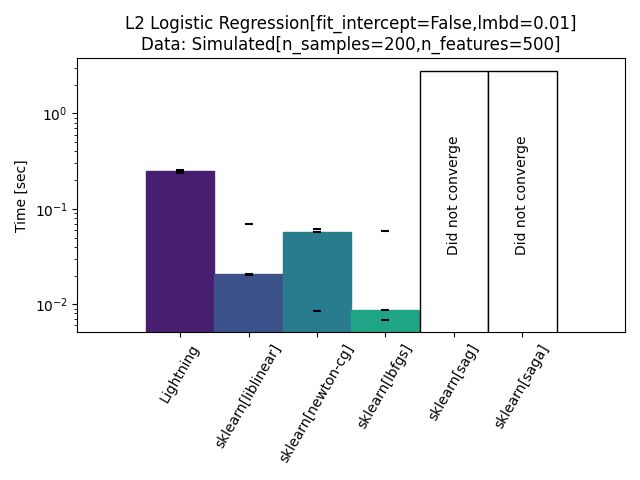 L2 Logistic Regression[fit_intercept=False,lmbd=0.01]
Data: Simulated[n_samples=200,n_features=500]
Time [sec]
10⁰
10⁻¹
10⁻²
Did not converge
Did not converge
Lightning
sklearn[liblinear]
sklearn[newton-cg]
sklearn[lbfgs]
sklearn[sag]
sklearn[saga]